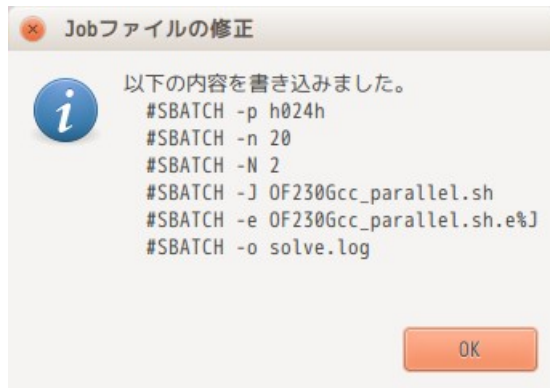 Jobファイルの修正
以下の内容を書き込みました。
#SBATCH -p h024h
#SBATCH -n 20
#SBATCH -N 2
#SBATCH -J OF230Gcc_parallel.sh
#SBATCH -e OF230Gcc_parallel.sh.e%J
#SBATCH -o solve.log
OK